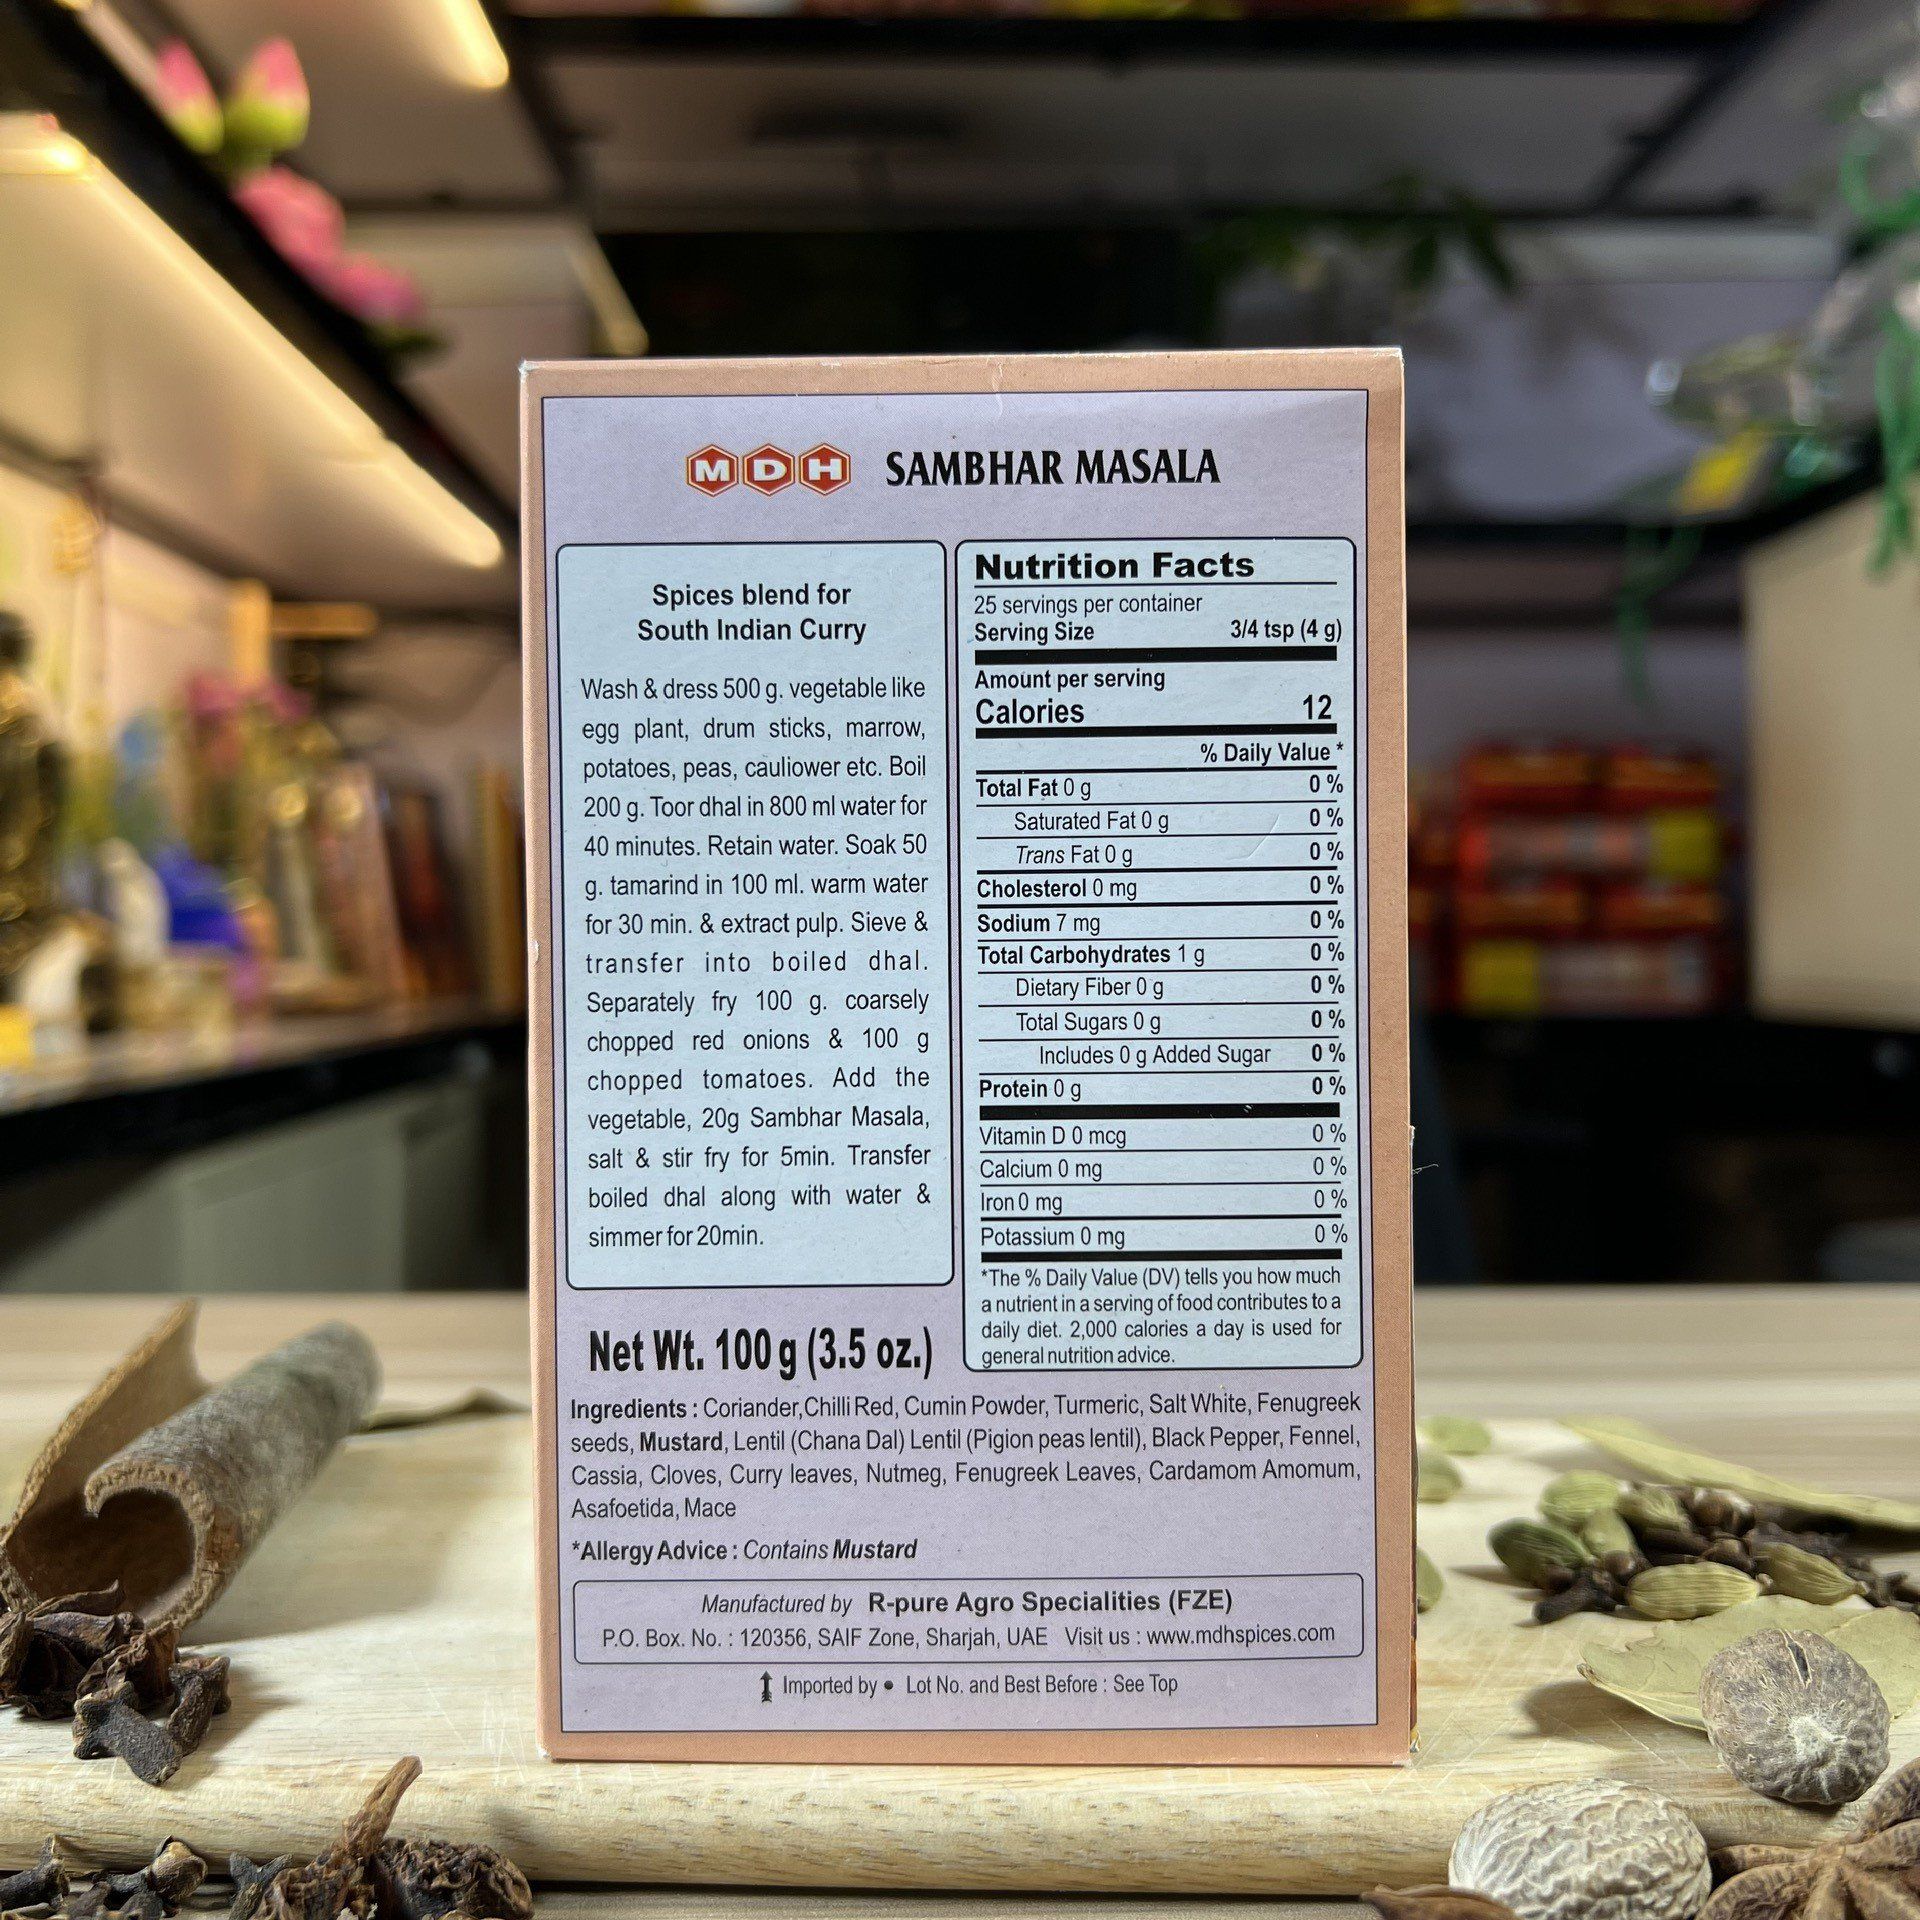 MDH SAMBHAR MASALA
Spices blend for
South Indian Curry
Wash & dress 500 g. vegetable like
egg plant, drum sticks, marrow,
potatoes, peas, cauliower etc. Boil
200 g. Toor dhal in 800 ml water for
40 minutes. Retain water. Soak 50
g. tamarind in 100 ml. warm water
for 30 min. & extract pulp. Sieve &
transfer into boiled dhal.
Separately fry 100 g. coarsely
chopped red onions & 100 g
chopped tomatoes. Add the
vegetable, 20g Sambhar Masala,
salt & stir fry for 5min. Transfer
boiled dhal along with water &
simmer for 20min.
Net Wt. 100 g (3.5 oz.)
Nutrition Facts
25 servings per container
Serving Size 3/4 tsp (4 g)
Amount per serving
Calories 12
% Daily Value *
Total Fat 0 g 0 %
Saturated Fat 0 g 0 %
Trans Fat 0 g 0 %
Cholesterol 0 mg 0 %
Sodium 7 mg 0 %
Total Carbohydrates 1 g 0 %
Dietary Fiber 0 g 0 %
Total Sugars 0 g 0 %
Includes 0 g Added Sugar 0 %
Protein 0 g 0 %
Vitamin D 0 mcg 0 %
Calcium 0 mg 0 %
Iron 0 mg 0 %
Potassium 0 mg 0 %
*The % Daily Value (DV) tells you how much
a nutrient in a serving of food contributes to a
daily diet. 2,000 calories a day is used for
general nutrition advice.
Ingredients : Coriander, Chilli Red, Cumin Powder, Turmeric, Salt White, Fenugreek
seeds, Mustard, Lentil (Chana Dal) Lentil (Pigion peas lentil), Black Pepper, Fennel,
Cassia, Cloves, Curry leaves, Nutmeg, Fenugreek Leaves, Cardamom Amomum,
Asafoetida, Mace
*Allergy Advice : Contains Mustard
Manufactured by R-pure Agro Specialities (FZE)
P.O. Box. No. : 120356, SAIF Zone, Sharjah, UAE Visit us : www.mdhspices.com
Imported by • Lot No. and Best Before : See Top